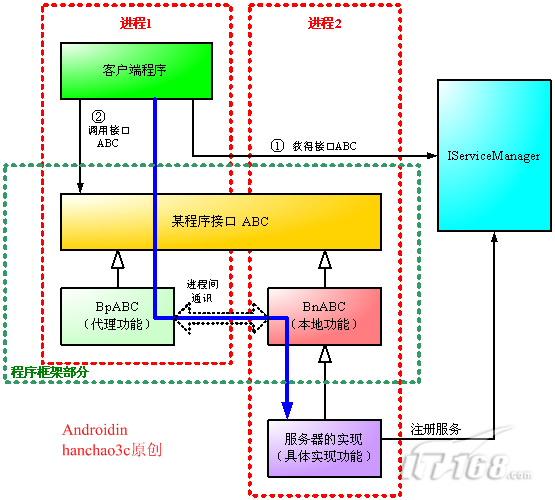 进程1
进程2
客户端程序
②
调用接口
ABC
① 获得接口ABC
IServiceManager
某程序接口 ABC
BpABC
（代理功能）
进程间
通讯
BnABC
（本地功能）
程序框架部分
Androidin
hanchao3c原创
服务器的实现
（具体实现功能）
注册服务
IT-168.com